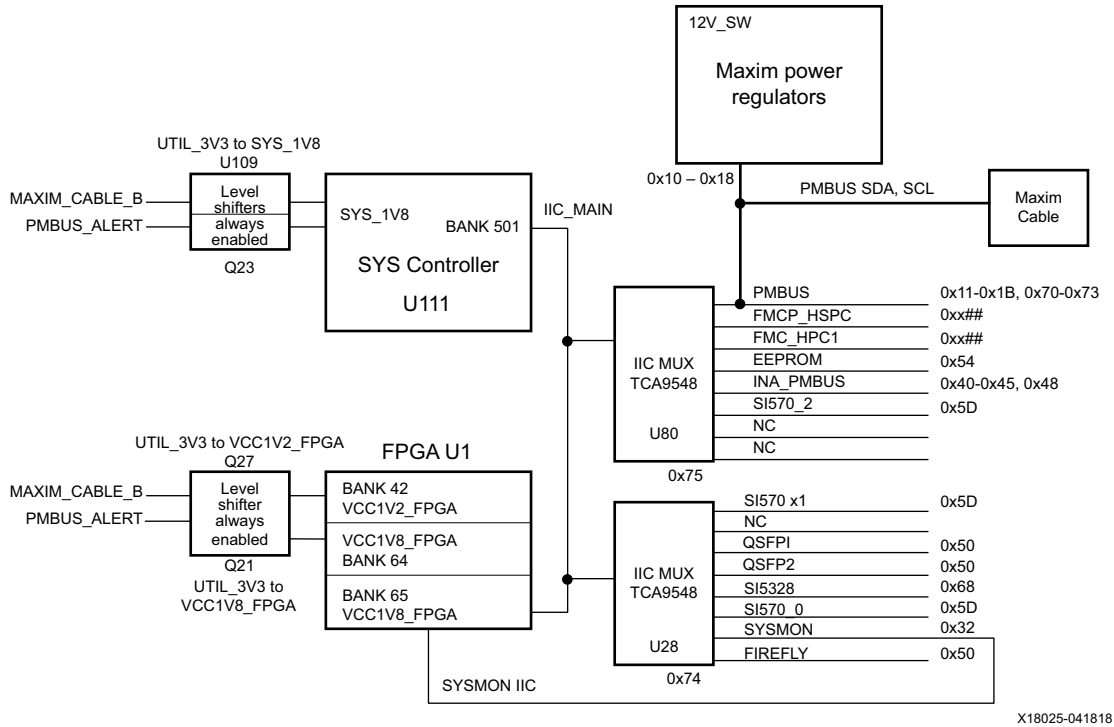 12V_SW
Maxim power
regulators
UTIL_3V3 to SYS_1V8
U109
MAXIM_CABLE_B
PMBUS_ALERT
Level
shifters
always
enabled
Q23
SYS_1V8
BANK 501
SYS Controller
U111
IIC_MAIN
0x10 – 0x18
PMBUS SDA, SCL
Maxim
Cable
IIC MUX
TCA9548
U80
0x75
PMBUS 0x11-0x1B, 0x70-0x73
FMCP_HSPC 0xx##
FMC_HPC1 0xx##
EEPROM 0x54
INA_PMBUS 0x40-0x45, 0x48
SI570_2 0x5D
NC
NC
UTIL_3V3 to VCC1V2_FPGA
Q27
MAXIM_CABLE_B
PMBUS_ALERT
Level
shifter
always
enabled
Q21
UTIL_3V3 to
VCC1V8_FPGA
FPGA U1
BANK 42
VCC1V2_FPGA
VCC1V8_FPGA
BANK 64
BANK 65
VCC1V8_FPGA
IIC MUX
TCA9548
U28
0x74
SI570 x1 0x5D
NC
QSFPI 0x50
QSFP2 0x50
SI5328 0x68
SI570_0 0x5D
SYSMON 0x32
FIREFLY 0x50
SYSMON IIC
X18025-041818